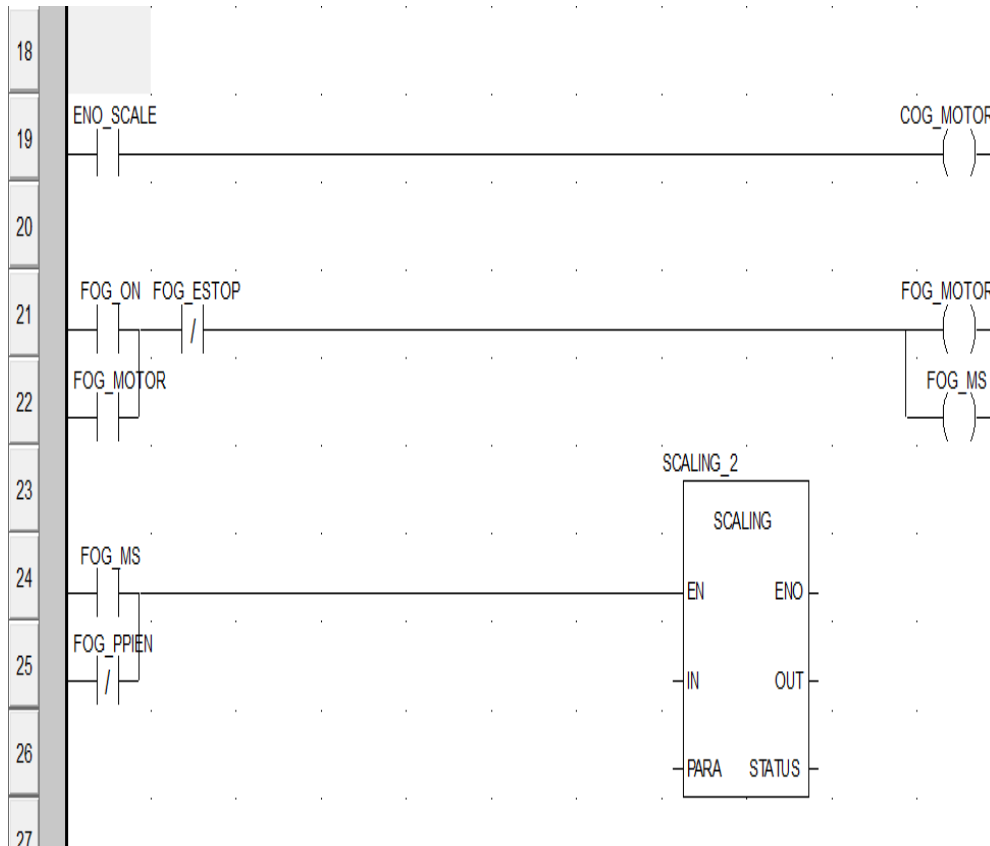 18
ENO_SCALE COG_MOTOR
19
20
FOG_ON FOG_ESTOP FOG_MOTOR
21
/
FOG_MOTOR FOG_MS
22
SCALING_2
23
SCALING
FOG_MS
24
EN ENO
FOG_PPIEN
25
/
IN OUT
26
PARA STATUS
27